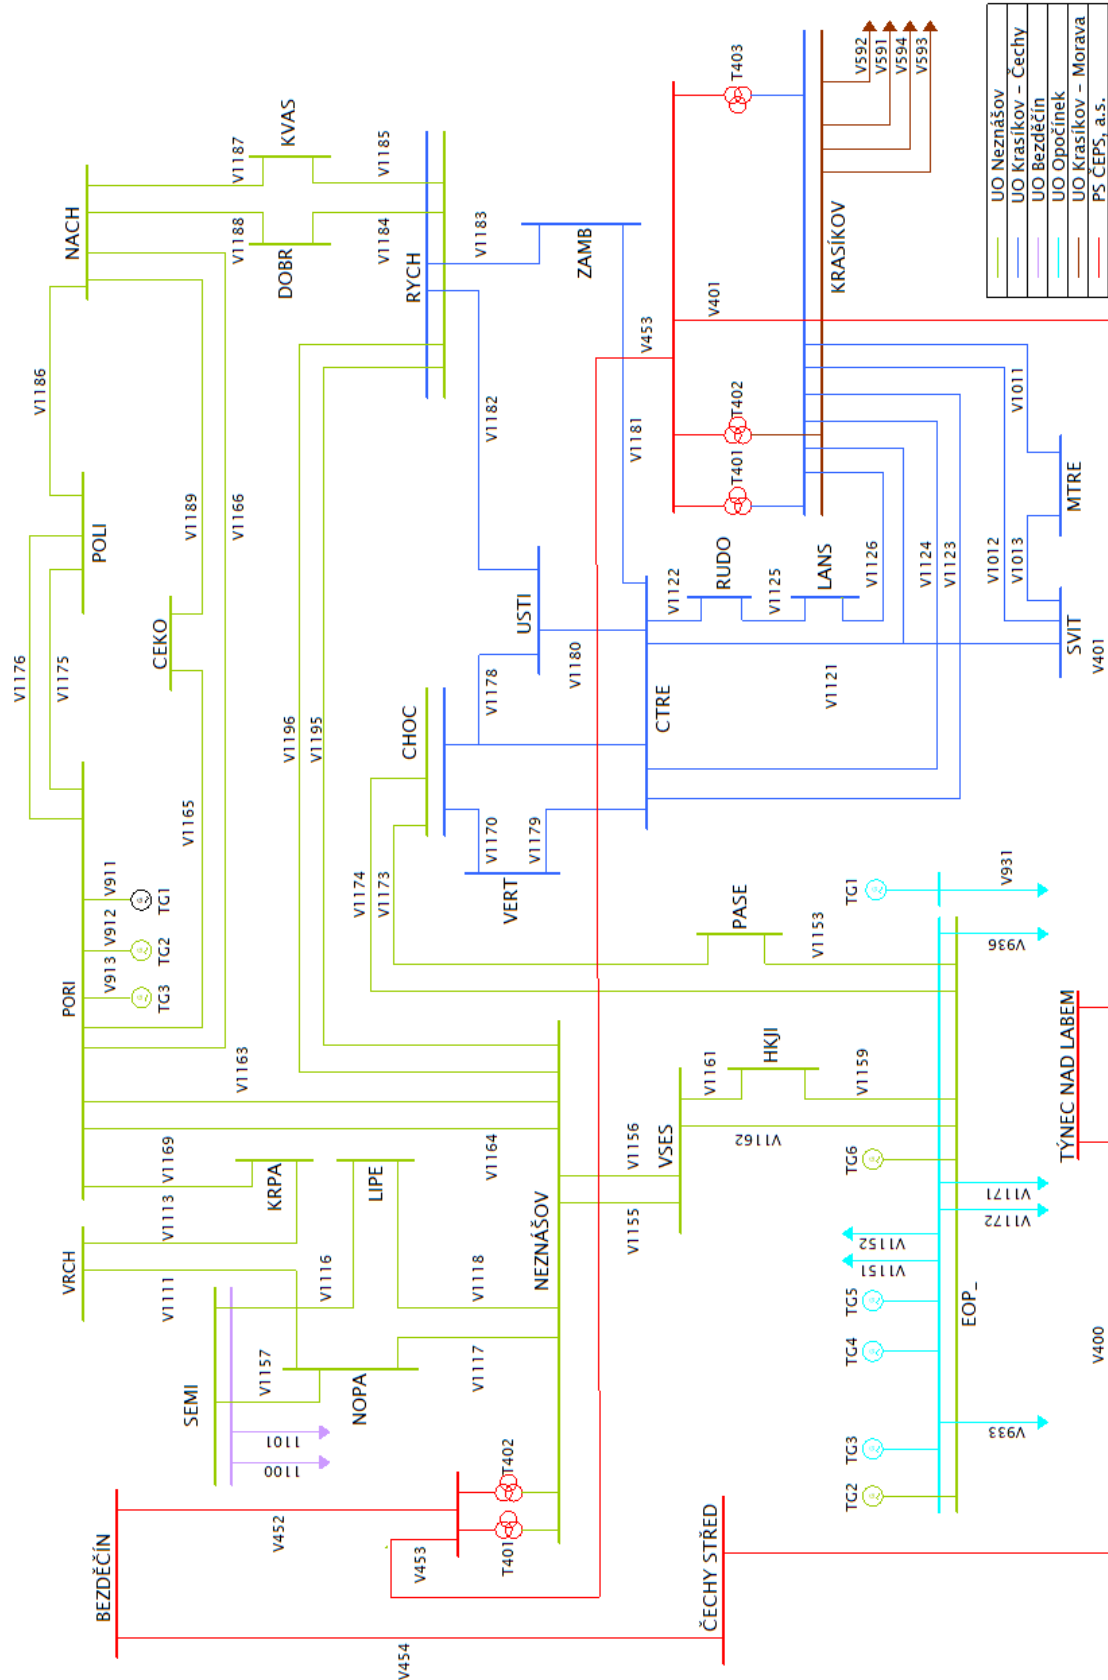 V1176
V1186
V1175
VRCH
PORI
NACH
BEZDĚČÍN
POLI
V913
V912
V911
TG3
TG2
TG1
V1111
V1113
V1169
CEKO
V1165
V1189
SEMI
V1163
V1166
V1188
V1187
V454
1100
1101
V1157
V452
KRPA
DOBR
KVAS
V1196
V1195
V1116
NOPA
LIPE
V1174
V1173
V1184
V1185
CHOC
RYCH
V453
V1117
V1118
V1183
V1164
V1170
V1178
V1182
T401
T402
VERT
V1179
NEZNÁŠOV
USTI
V1180
ZAMB
V1155
V1156
V1181
V453
CTRE
VSES
V1122
ČECHY STŘED
V1161
V1162
V401
RUDO
T401
T402
T403
PASE
HKJI
V1125
V1153
V1121
LANS
V1159
KRASÍKOV
TG2
TG3
TG4
TG5
TG6
TG1
V1151
V1152
V1126
V592
V591
V594
V593
V1124
V1123
EOP_
V933
V1172
V1171
V936
V931
V1012
V1013
V1011
TÝNEC NAD LABEM
SVIT
MTRE
V400
V401
UO Neznášov
UO Krasíkov – Čechy
UO Bezděčín
UO Opočínek
UO Krasíkov – Morava
PS ČEPS, a.s.